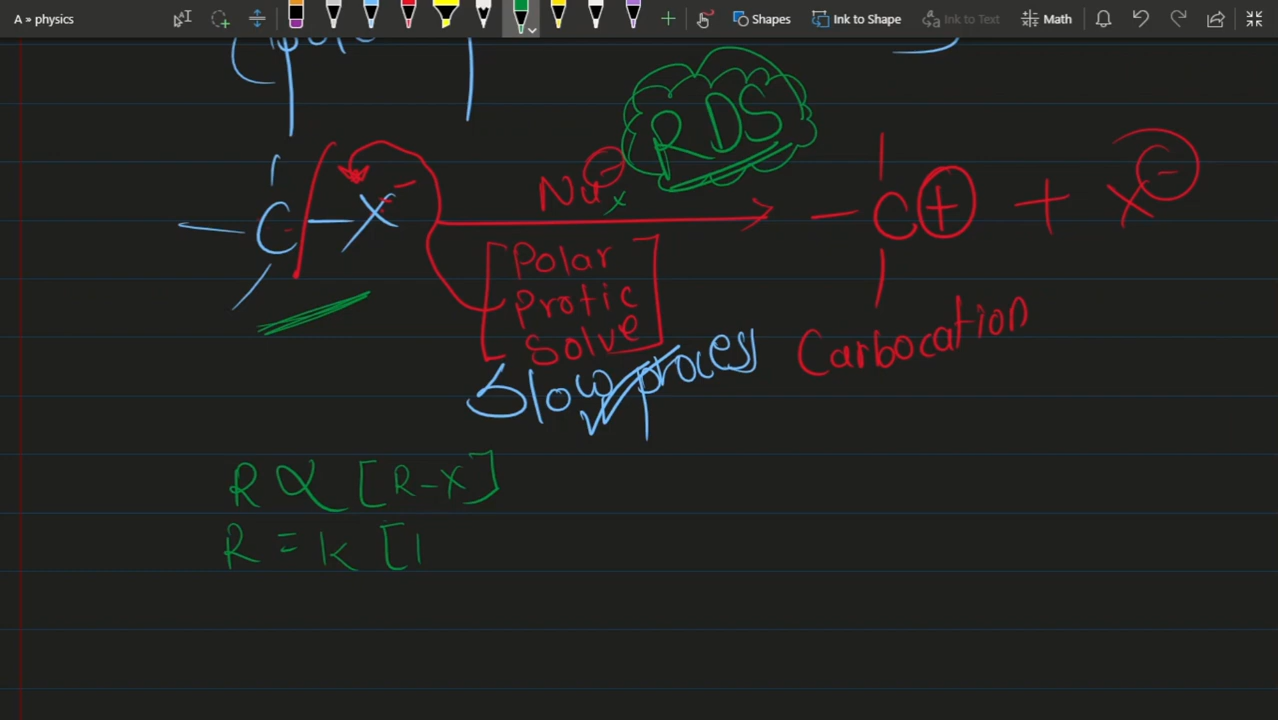 A » physics
Shapes
Ink to Shape
Ink to Text
Math
RDS
C - X Nu⊖ x - C⊕ + X⊖
[Polar
Protic
Solve]
Carbocation
Slow process
R ∝ [R-X]
R = k [